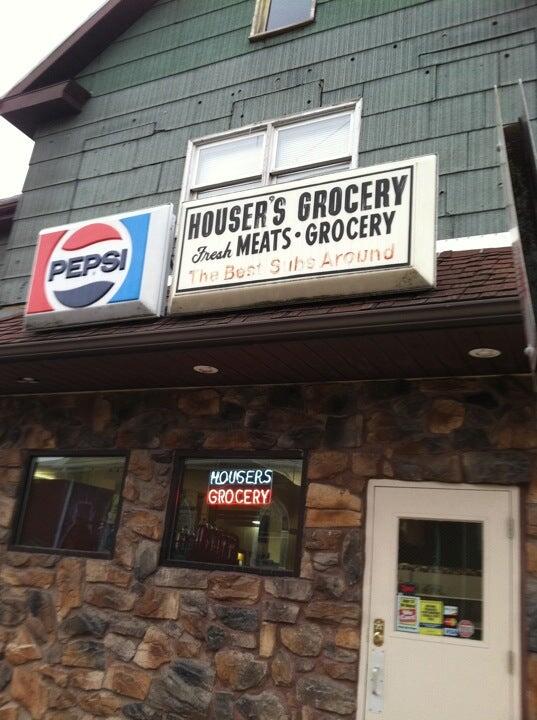 PEPSI
HOUSER'S GROCERY
Fresh MEATS · GROCERY
The Best Subs Around
HOUSERS
GROCERY